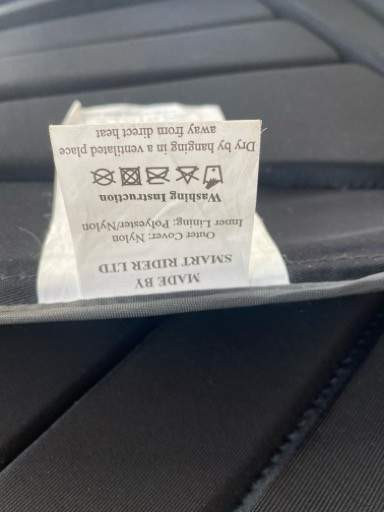 MADE BY
SMART RIDER LTD
Outer Cover: Nylon
Inner Lining: Polyester/Nylon
Washing Instruction
Dry by hanging in a ventilated place
away from direct heat